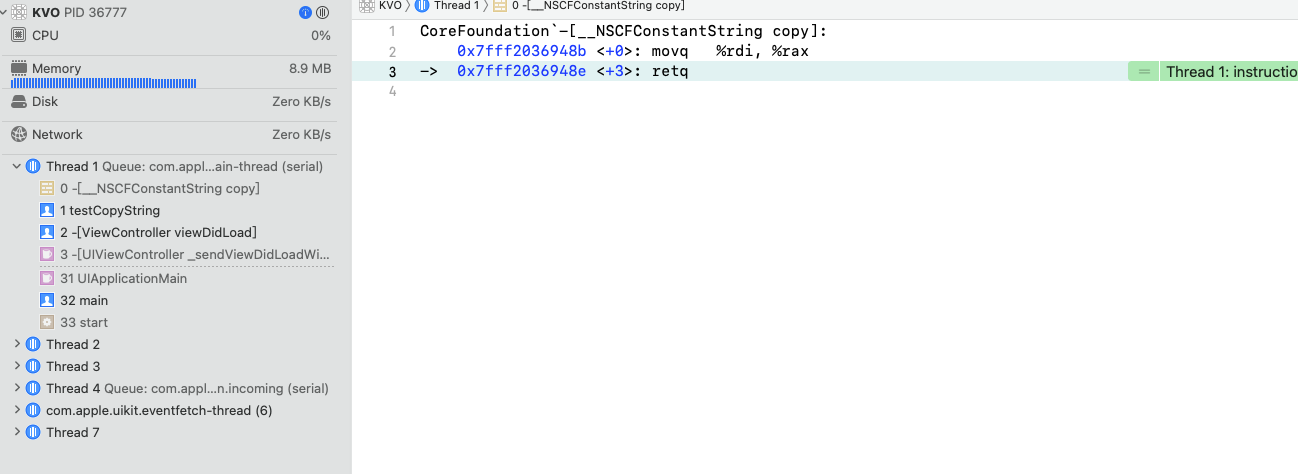 KVO PID 36777
CPU 0%
Memory 8.9 MB
Disk Zero KB/s
Network Zero KB/s
Thread 1 Queue: com.appl...ain-thread (serial)
0 -[__NSCFConstantString copy]
1 testCopyString
2 -[ViewController viewDidLoad]
3 -[UIViewController _sendViewDidLoadWi...
31 UIApplicationMain
32 main
33 start
Thread 2
Thread 3
Thread 4 Queue: com.appl...n.incoming (serial)
com.apple.uikit.eventfetch-thread (6)
Thread 7
KVO Thread 1 0 -[__NSCFConstantString copy]
1 CoreFoundation`-[__NSCFConstantString copy]:
2 0x7fff2036948b <+0>: movq %rdi, %rax
3 -> 0x7fff2036948e <+3>: retq = Thread 1: instructio
4